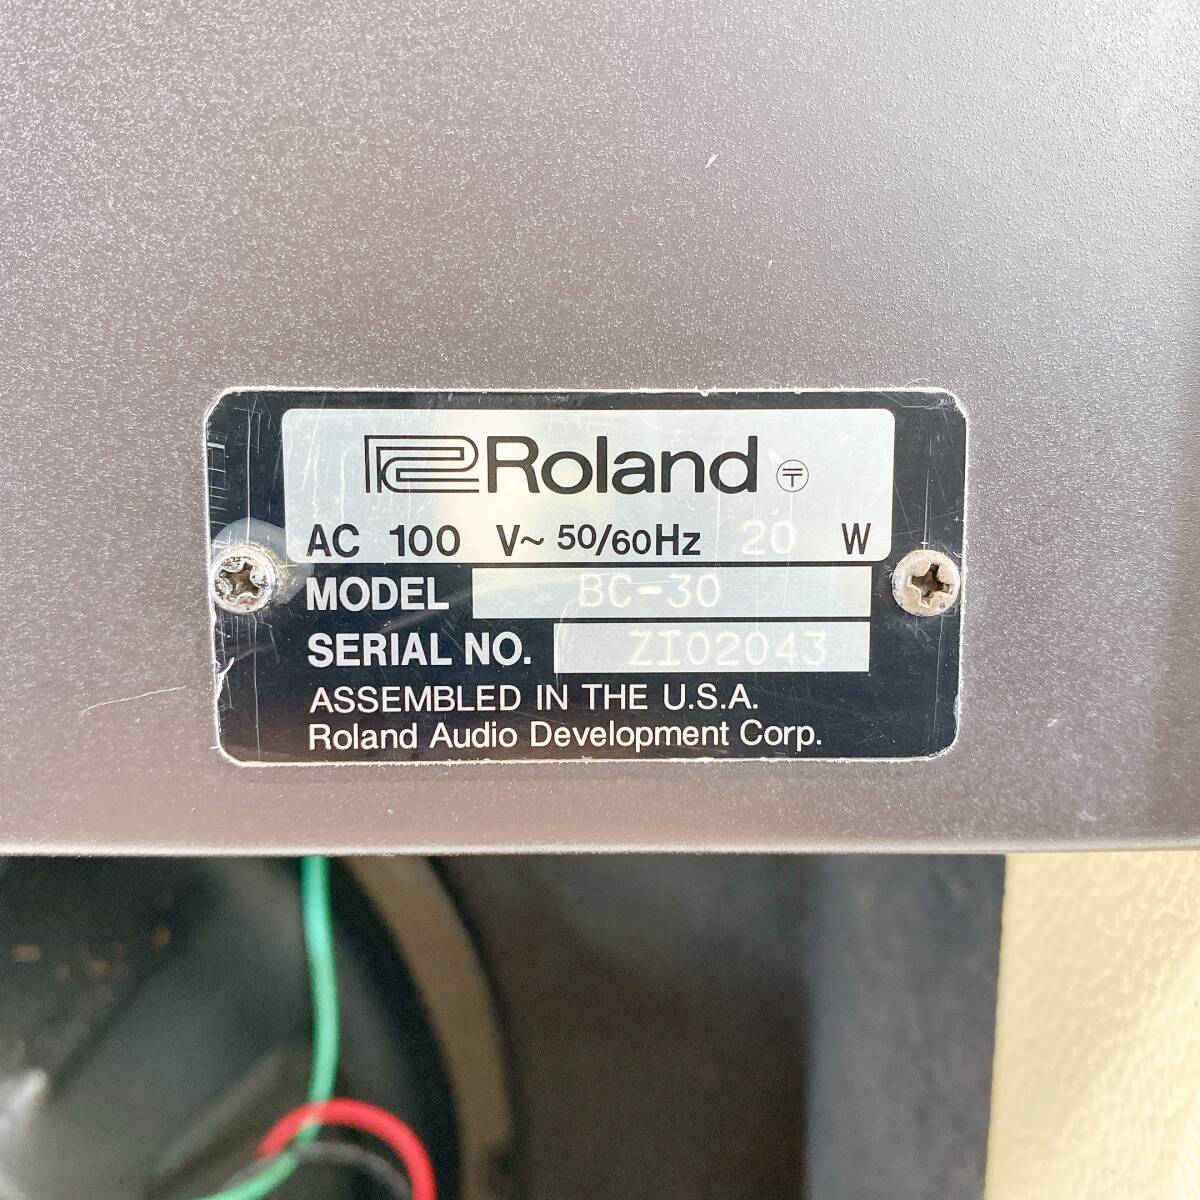 Roland 〒
AC 100 V~ 50/60Hz 20 W
MODEL BC-30
SERIAL NO. ZI02043
ASSEMBLED IN THE U.S.A.
Roland Audio Development Corp.